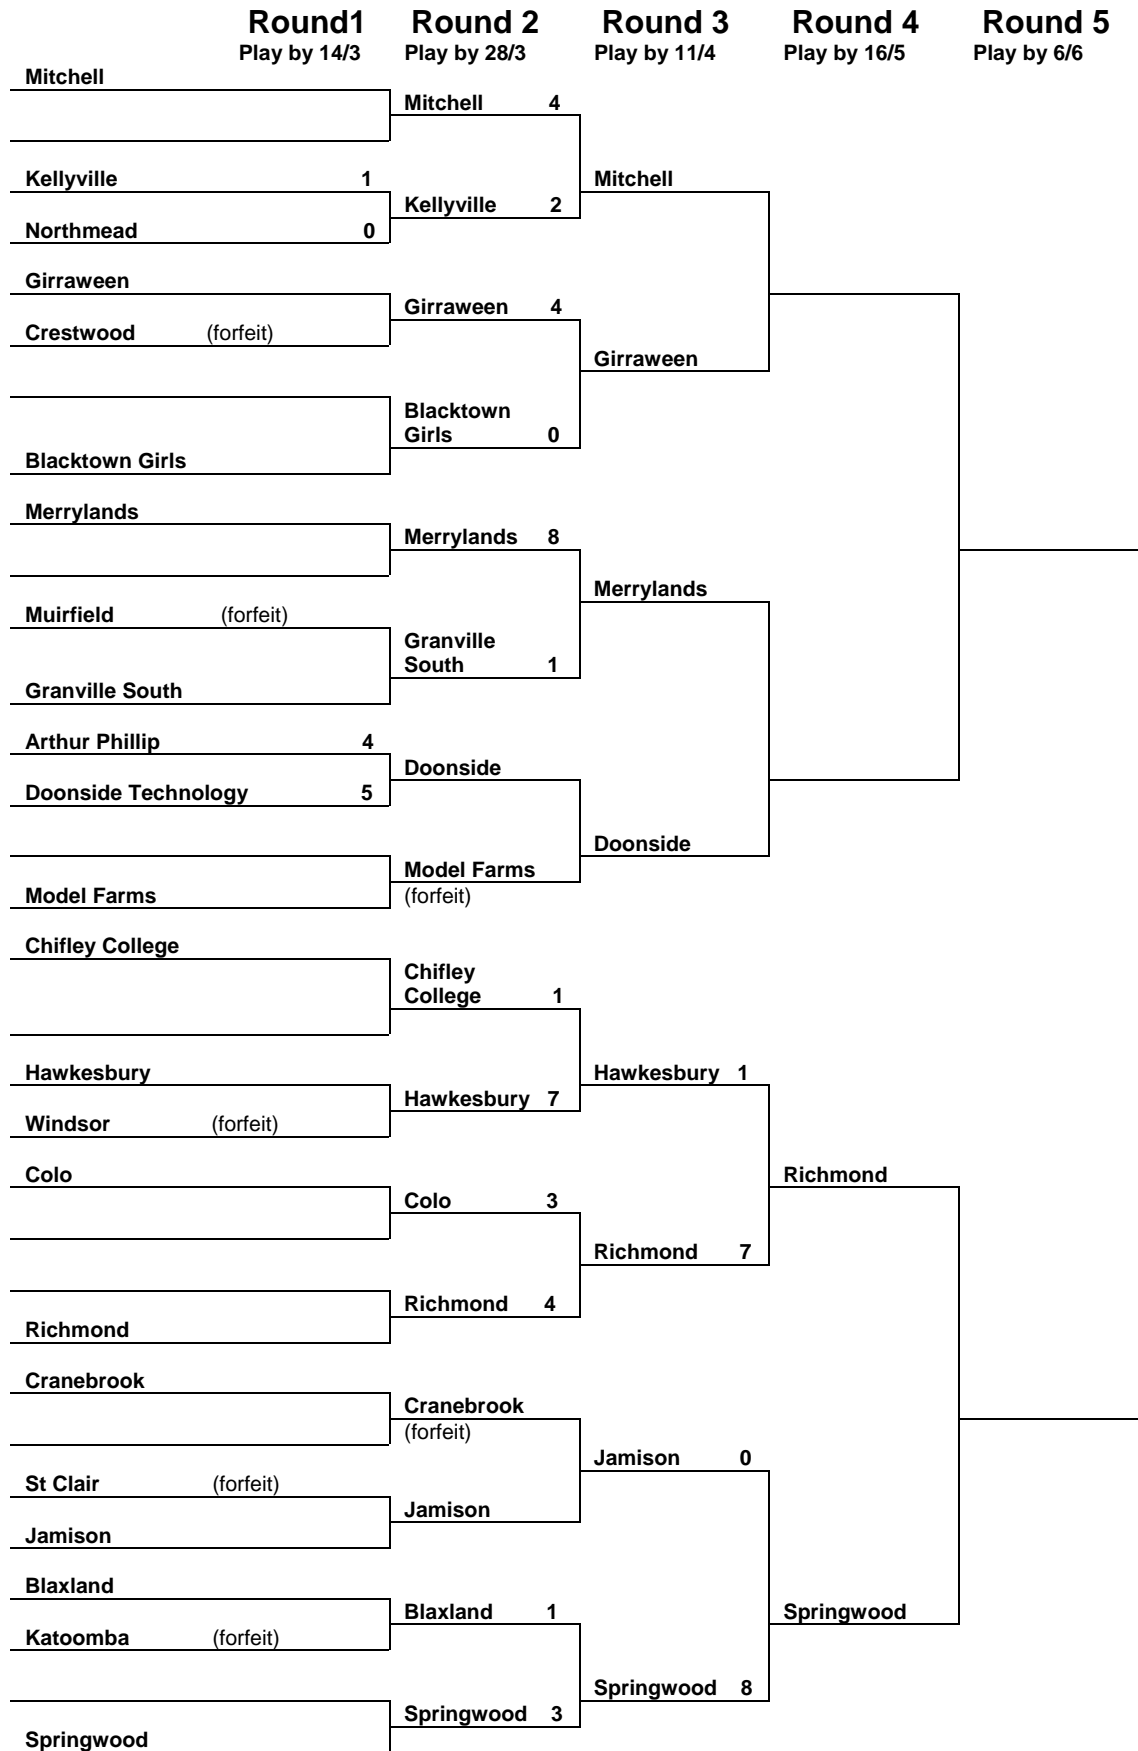 Round1 Round 2 Round 3 Round 4 Round 5
Play by 14/3 Play by 28/3 Play by 11/4 Play by 16/5 Play by 6/6
Mitchell
Mitchell 4
Kellyville 1 Mitchell
Kellyville 2
Northmead 0
Girraween
Girraween 4
Crestwood (forfeit)
Girraween
Blacktown
Girls 0
Blacktown Girls
Merrylands
Merrylands 8
Merrylands
Muirfield (forfeit)
Granville
South 1
Granville South
Arthur Phillip 4
Doonside
Doonside Technology 5
Doonside
Model Farms
Model Farms (forfeit)
Chifley College
Chifley
College 1
Hawkesbury Hawkesbury 1
Hawkesbury 7
Windsor (forfeit)
Colo Richmond
Colo 3
Richmond 7
Richmond 4
Richmond
Cranebrook
Cranebrook
(forfeit)
Jamison 0
St Clair (forfeit)
Jamison
Jamison
Blaxland
Blaxland 1 Springwood
Katoomba (forfeit)
Springwood 8
Springwood 3
Springwood